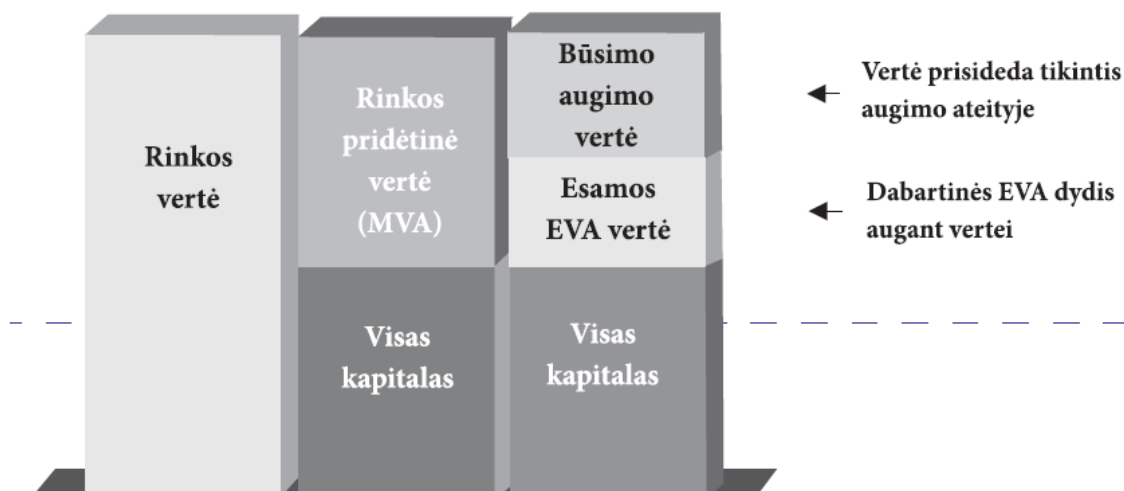 Rinkos
vertė
Rinkos
pridėtinė
vertė
(MVA)
Visas
kapitalas
Būsimo
augimo
vertė
Esamos
EVA vertė
Visas
kapitalas
Vertė prisideda tikintis
augimo ateityje
Dabartinės EVA dydis
augant vertei